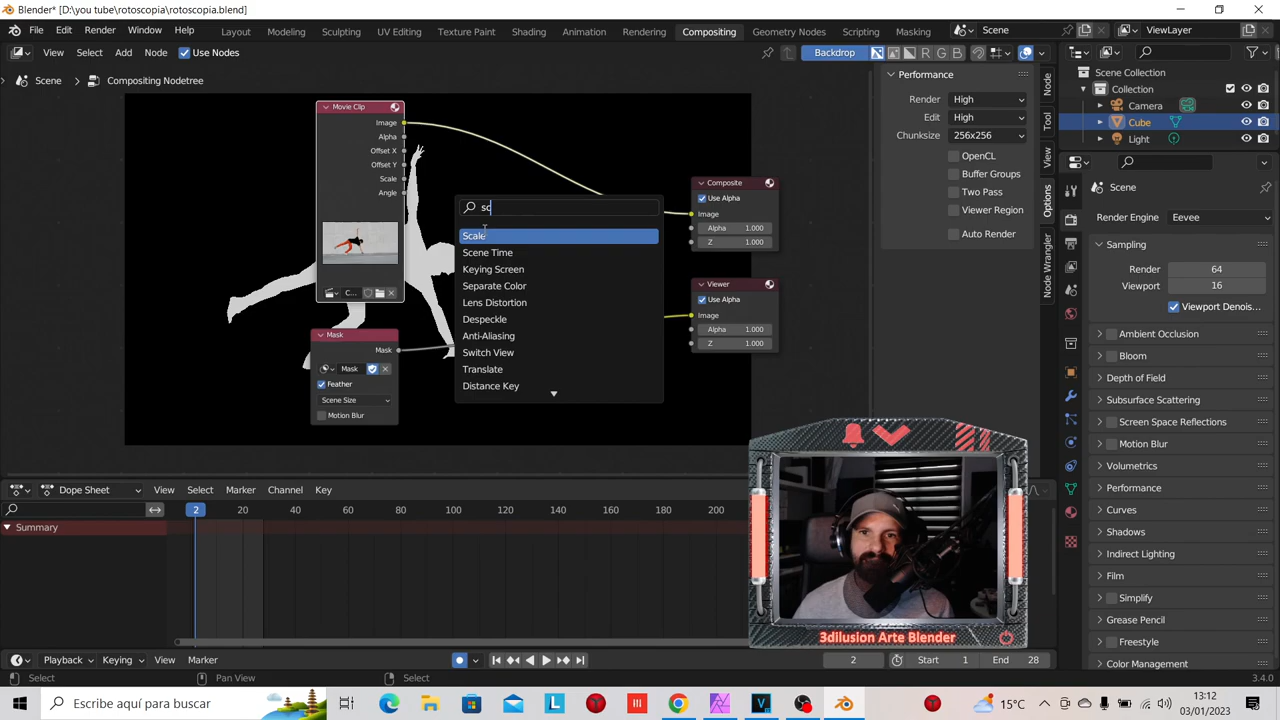 Blender* [D:\you tube\rotoscopia\rotoscopia.blend]
File Edit Render Window Help Layout Modeling Sculpting UV Editing Texture Paint Shading Animation Rendering Compositing Geometry Nodes Scripting Masking Scene ViewLayer
View Select Add Node Use Nodes Backdrop R G B
Scene > Compositing Nodetree
Movie Clip
Image
Alpha
Offset X
Offset Y
Scale
Angle
C...
Mask
Mask
Mask
Feather
Scene Size
Motion Blur
sc
Scale
Scene Time
Keying Screen
Separate Color
Lens Distortion
Despeckle
Anti-Aliasing
Switch View
Translate
Distance Key
Composite
Use Alpha
Image
Alpha 1.000
Z 1.000
Viewer
Use Alpha
Image
Alpha 1.000
Z 1.000
Performance
Render High
Edit High
Chunksize 256x256
OpenCL
Buffer Groups
Two Pass
Viewer Region
Auto Render
Node
Tool
View
Options
Node Wrangler
Scene Collection
Collection
Camera
Cube
Light
Scene
Render Engine Eevee
Sampling
Render 64
Viewport 16
Viewport Denois...
Ambient Occlusion
Bloom
Depth of Field
Subsurface Scattering
Screen Space Reflections
Motion Blur
Volumetrics
Performance
Curves
Shadows
Indirect Lighting
Film
Simplify
Grease Pencil
Freestyle
Color Management
Dope Sheet View Select Marker Channel Key
2 20 40 60 80 100 120 140 160 180 200
Summary
3dilusion Arte Blender
Playback Keying View Marker 2 Start 1 End 28
Select Pan View Select 3.4.0
Escribe aquí para buscar
15°C
13:12
03/01/2023